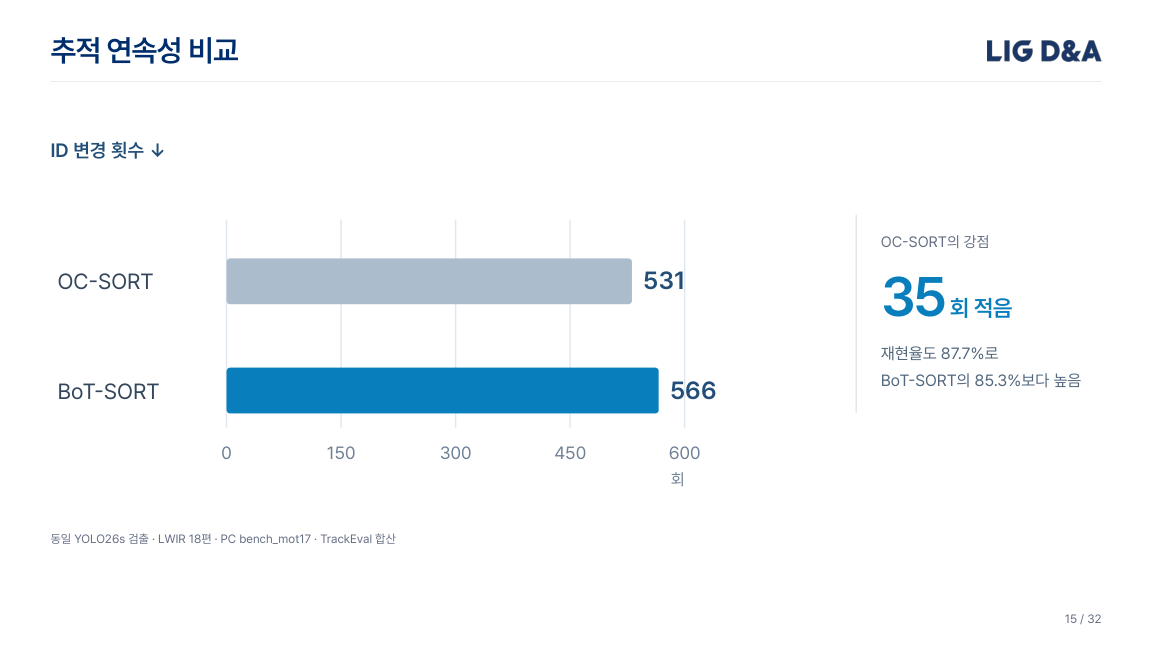 추적 연속성 비교
LIG D&A
ID 변경 횟수 ↓
OC-SORT
531
BoT-SORT
566
0 150 300 450 600
회
OC-SORT의 강점
35회 적음
재현율도 87.7%로
BoT-SORT의 85.3%보다 높음
동일 YOLO26s 검출 · LWIR 18편 · PC bench_mot17 · TrackEval 합산
15 / 32